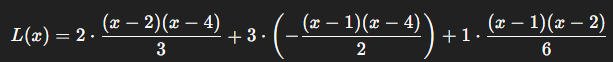 L(x) = 2 · (x − 2)(x − 4)/3 + 3 · (−(x − 1)(x − 4)/2) + 1 · (x − 1)(x − 2)/6